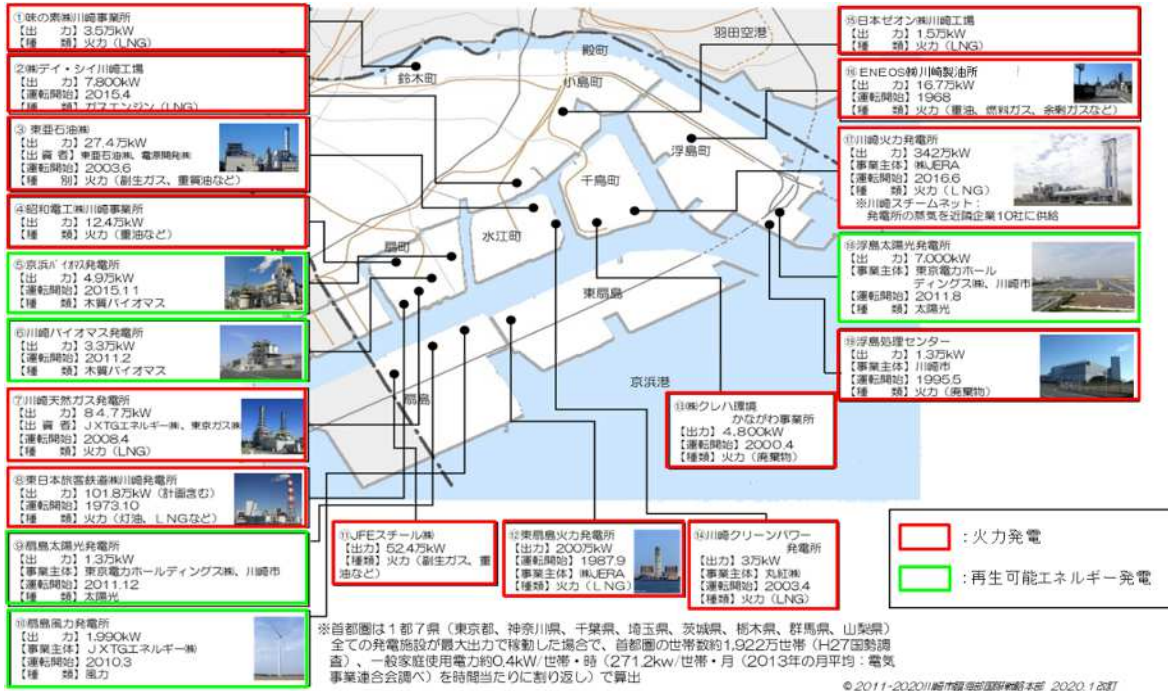 ①味の素㈱川崎事業所
【出　　力】3.5万kW
【種　　類】火力（LNG）
②㈱デイ・シイ川崎工場
【出　　力】7,800kW
【運転開始】2015.4
【種　　類】ガスエンジン（LNG）
③ 東亜石油㈱
【出　　力】27.4万kW
【出 資 者】東亜石油㈱、電源開発㈱
【運転開始】2003.6
【種　　別】火力（副生ガス、重質油など）
④昭和電工㈱川崎事業所
【出　　力】12.4万kW
【種　　類】火力（重油など）
⑤京浜バイオマス発電所
【出　　力】4.9万kW
【運転開始】2015.11
【種　　類】木質バイオマス
⑥川崎バイオマス発電所
【出　　力】3.3万kW
【運転開始】2011.2
【種　　類】木質バイオマス
⑦川崎天然ガス発電所
【出　　力】84.7万kW
【出 資 者】JXTGエネルギー㈱、東京ガス㈱
【運転開始】2008.4
【種　　類】火力（LNG）
⑧東日本旅客鉄道㈱川崎発電所
【出　　力】101.8万kW（計画含む）
【運転開始】1973.10
【種　　類】火力（灯油、LNGなど）
⑨扇島太陽光発電所
【出　　力】1.3万kW
【事業主体】東京電力ホールディングス㈱、川崎市
【運転開始】2011.12
【種　　類】太陽光
⑩扇島風力発電所
【出　　力】1,990kW
【事業主体】JXTGエネルギー㈱
【運転開始】2010.3
【種　　類】風力
鈴木町
殿町
小島町
羽田空港
浮島町
千鳥町
水江町
扇町
東扇島
扇島
京浜港
⑪JFEスチール㈱
【出力】52.4万kW
【種類】火力（副生ガス、重
油など）
⑫東扇島火力発電所
【出力】200万kW
【運転開始】1987.9
【事業主体】㈱JERA
【種類】火力（LNG）
⑬㈱クレハ環境
かながわ事業所
【出力】4,800kW
【運転開始】2000.4
【種類】火力（廃棄物）
⑭川崎クリーンパワー
発電所
【出力】3万kW
【事業主体】丸紅㈱
【運転開始】2003.4
【種類】火力（LNG）
⑮日本ゼオン㈱川崎工場
【出　　力】1.5万kW
【種　　類】火力（LNG）
⑯ENEOS㈱川崎製油所
【出　　力】16.7万kW
【運転開始】1968
【種　　類】火力（重油、燃料ガス、余剰ガスなど）
⑰川崎火力発電所
【出　　力】342万kW
【事業主体】㈱JERA
【運転開始】2016.6
【種　　類】火力（LNG）
※川崎スチームネット：
発電所の蒸気を近隣企業10社に供給
⑱浮島太陽光発電所
【出　　力】7,000kW
【事業主体】東京電力ホール
ディングス㈱、川崎市
【運転開始】2011.8
【種　　類】太陽光
⑲浮島処理センター
【出　　力】1.3万kW
【事業主体】川崎市
【運転開始】1995.5
【種　　類】火力（廃棄物）
：火力発電
：再生可能エネルギー発電
※首都圏は１都７県（東京都、神奈川県、千葉県、埼玉県、茨城県、栃木県、群馬県、山梨県）
全ての発電施設が最大出力で稼動した場合で、首都圏の世帯数約1,922万世帯（H27国勢調
査）、一般家庭使用電力約0.4kW/世帯・時（271.2kw/世帯・月（2013年の月平均：電気
事業連合会調べ）を時間当たりに割り返し）で算出
© 2011-2020川崎市臨海部国際戦略本部 2020.1改訂